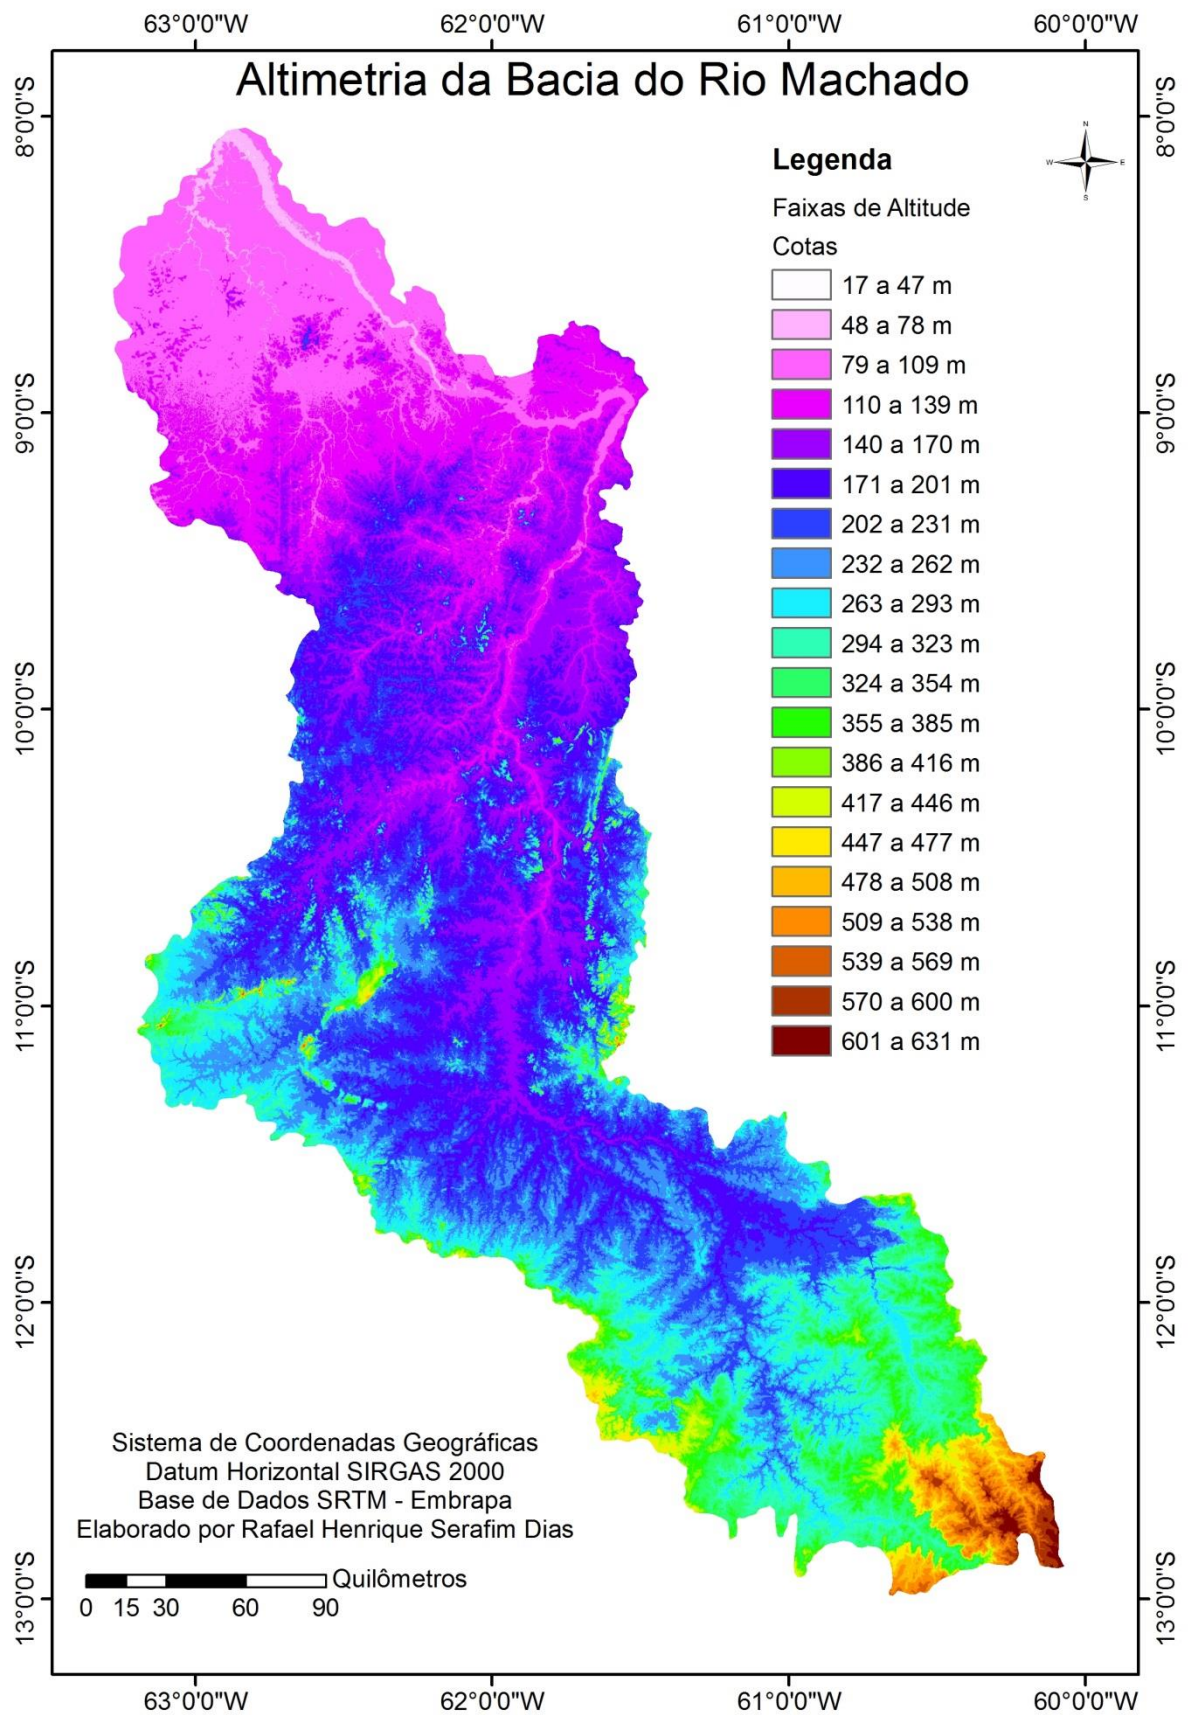 63°0'0"W 62°0'0"W 61°0'0"W 60°0'0"W
Altimetria da Bacia do Rio Machado
8°0'0"S
8°0'0"S
N
W E
S
Legenda
Faixas de Altitude
Cotas
17 a 47 m
48 a 78 m
79 a 109 m
110 a 139 m
140 a 170 m
171 a 201 m
202 a 231 m
232 a 262 m
263 a 293 m
294 a 323 m
324 a 354 m
355 a 385 m
386 a 416 m
417 a 446 m
447 a 477 m
478 a 508 m
509 a 538 m
539 a 569 m
570 a 600 m
601 a 631 m
9°0'0"S
9°0'0"S
10°0'0"S
10°0'0"S
11°0'0"S
11°0'0"S
12°0'0"S
12°0'0"S
Sistema de Coordenadas Geográficas
Datum Horizontal SIRGAS 2000
Base de Dados SRTM - Embrapa
Elaborado por Rafael Henrique Serafim Dias
Quilômetros
0 15 30 60 90
13°0'0"S
13°0'0"S
63°0'0"W 62°0'0"W 61°0'0"W 60°0'0"W